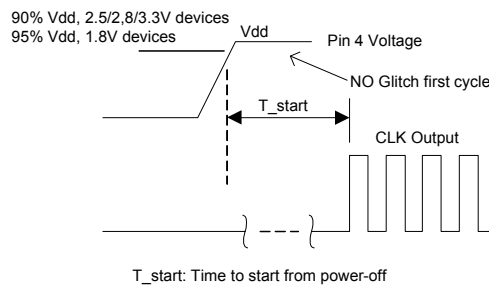 90% Vdd, 2.5/2,8/3.3V devices
95% Vdd, 1.8V devices
Vdd
Pin 4 Voltage
NO Glitch first cycle
T_start
CLK Output
T_start: Time to start from power-off